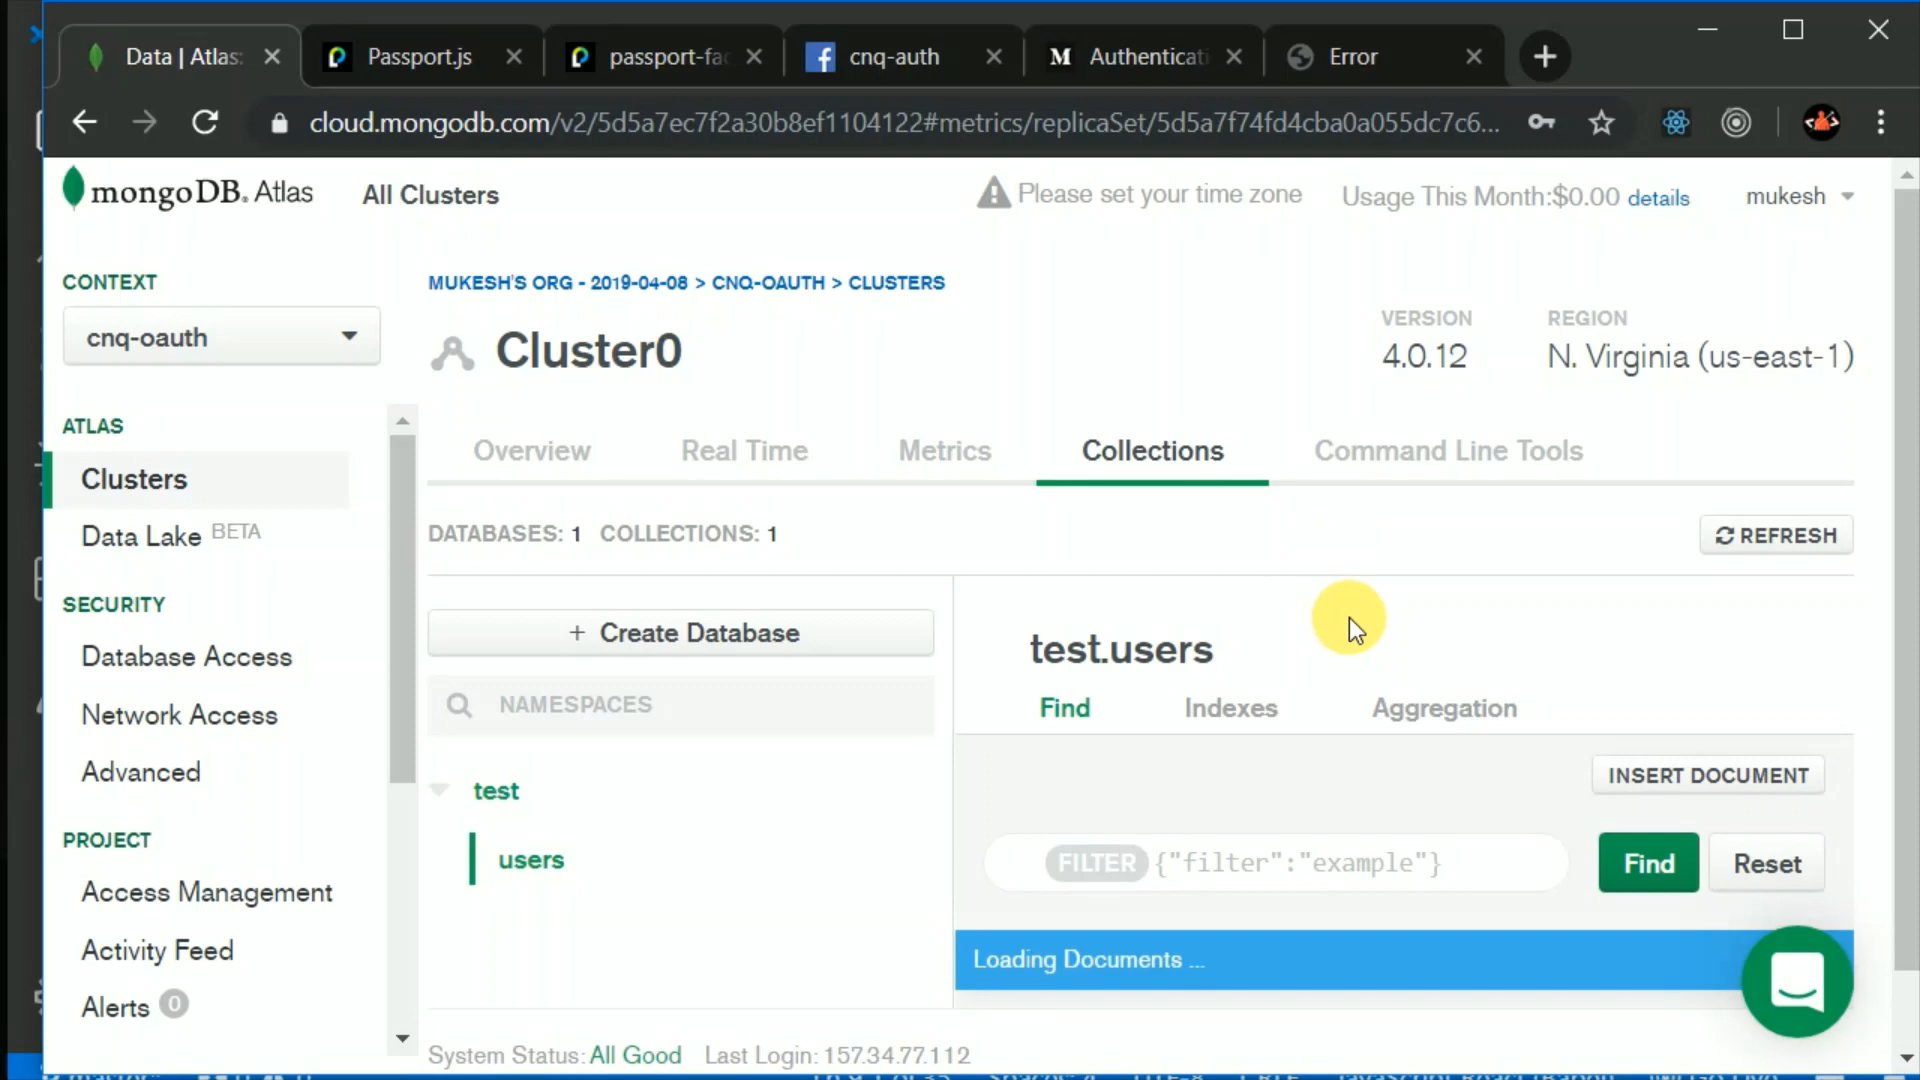 Data | Atlas:
Passport.js
passport-fac
cnq-auth
M Authenticati
Error
cloud.mongodb.com/v2/5d5a7ec7f2a30b8ef1104122#metrics/replicaSet/5d5a7f74fd4cba0a055dc7c6...
mongoDB. Atlas
All Clusters
Please set your time zone
Usage This Month:$0.00 details
mukesh
CONTEXT
cnq-oauth
MUKESH'S ORG - 2019-04-08 > CNQ-OAUTH > CLUSTERS
Cluster0
VERSION
4.0.12
REGION
N. Virginia (us-east-1)
ATLAS
Clusters
Data Lake BETA
SECURITY
Database Access
Network Access
Advanced
PROJECT
Access Management
Activity Feed
Alerts 0
Overview
Real Time
Metrics
Collections
Command Line Tools
DATABASES: 1 COLLECTIONS: 1
REFRESH
+ Create Database
NAMESPACES
test
users
test.users
Find
Indexes
Aggregation
INSERT DOCUMENT
FILTER {"filter":"example"}
Find
Reset
Loading Documents ...
System Status: All Good Last Login: 157.34.77.112